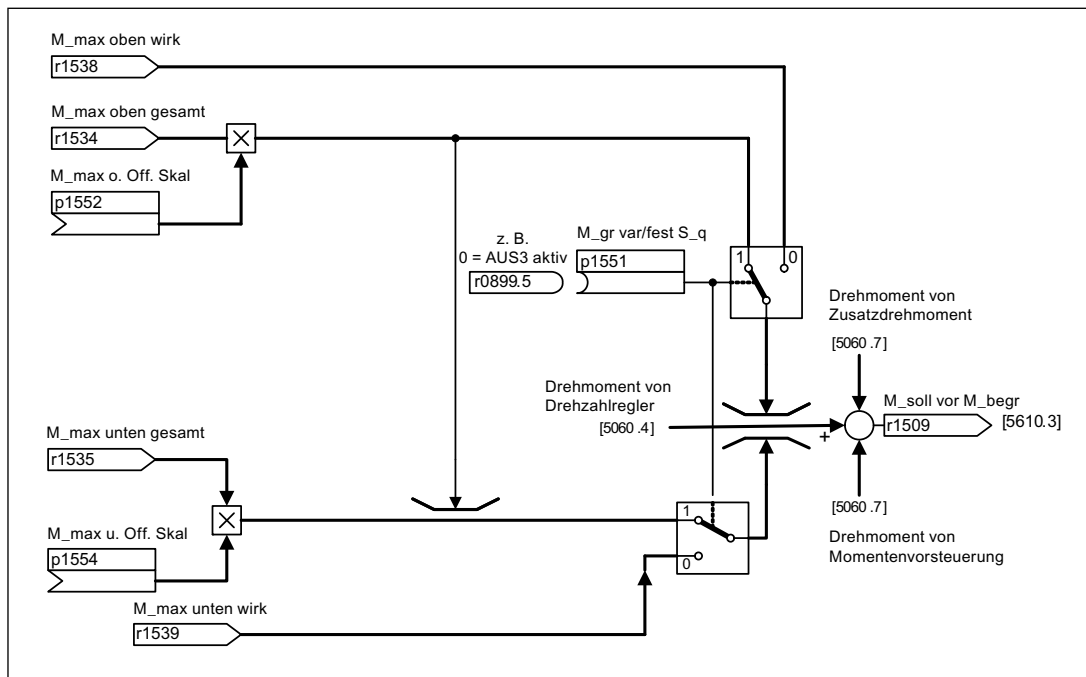 M_max oben wirk
r1538
M_max oben gesamt
r1534
M_max o. Off. Skal
p1552
z. B.
0 = AUS3 aktiv
r0899.5
M_gr var/fest S_q
p1551
1
0
Drehmoment von
Zusatzdrehmoment
[5060 .7]
Drehmoment von
Drehzahlregler
[5060 .4]
+
M_soll vor M_begr
r1509
[5610.3]
M_max unten gesamt
r1535
M_max u. Off. Skal
p1554
1
0
[5060 .7]
Drehmoment von
Momentenvorsteuerung
M_max unten wirk
r1539